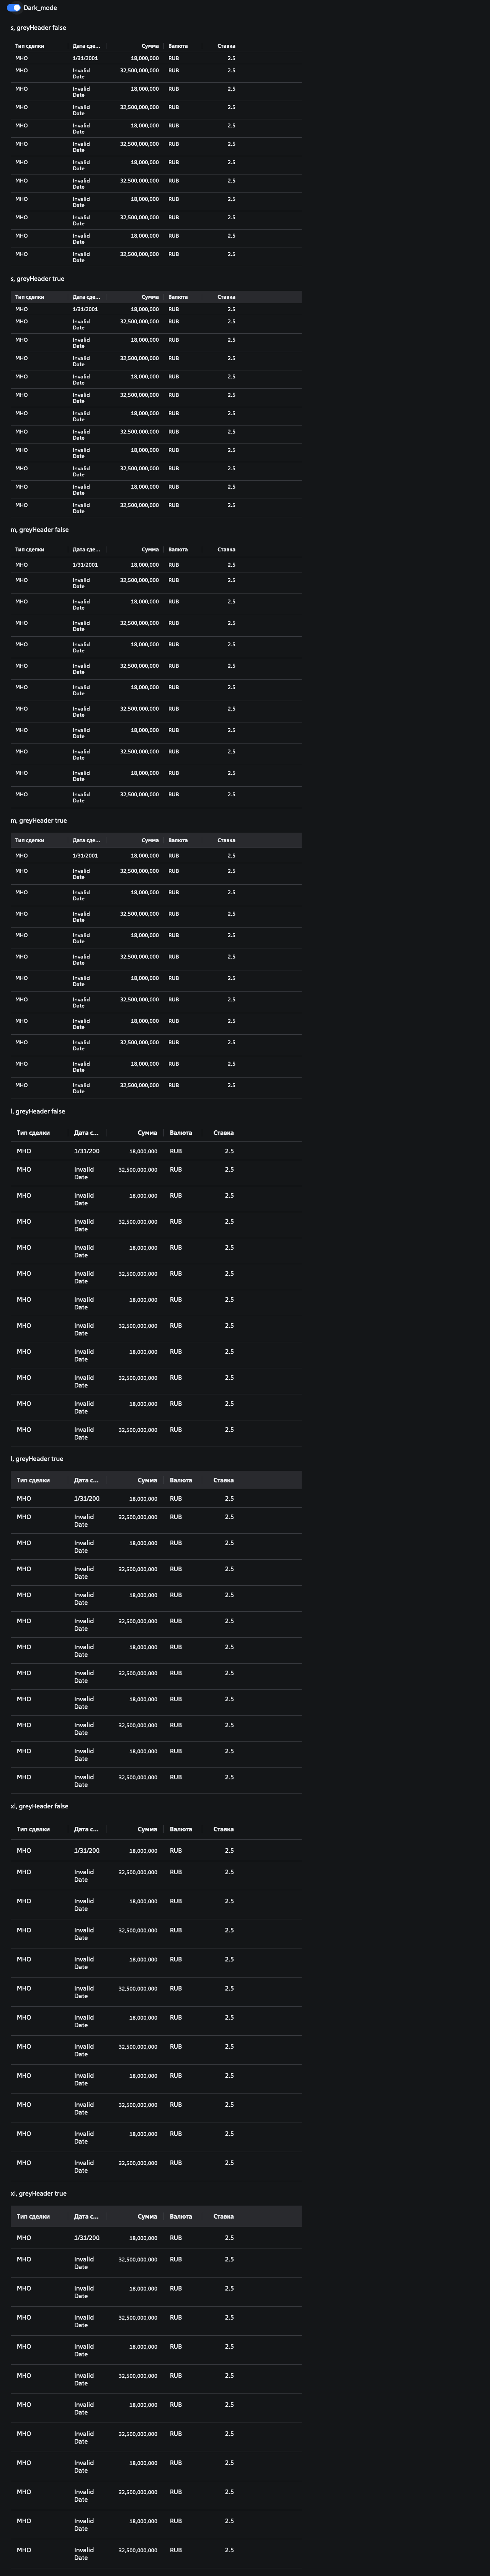 Dark_mode
s, greyHeader false
Тип сделки Дата сде... Сумма Валюта Ставка
МНО 1/31/2001 18,000,000 RUB 2.5
МНО Invalid 32,500,000,000 RUB 2.5
Date
МНО Invalid 18,000,000 RUB 2.5
Date
МНО Invalid 32,500,000,000 RUB 2.5
Date
МНО Invalid 18,000,000 RUB 2.5
Date
МНО Invalid 32,500,000,000 RUB 2.5
Date
МНО Invalid 18,000,000 RUB 2.5
Date
МНО Invalid 32,500,000,000 RUB 2.5
Date
МНО Invalid 18,000,000 RUB 2.5
Date
МНО Invalid 32,500,000,000 RUB 2.5
Date
МНО Invalid 18,000,000 RUB 2.5
Date
МНО Invalid 32,500,000,000 RUB 2.5
Date
s, greyHeader true
Тип сделки Дата сде... Сумма Валюта Ставка
МНО 1/31/2001 18,000,000 RUB 2.5
МНО Invalid 32,500,000,000 RUB 2.5
Date
МНО Invalid 18,000,000 RUB 2.5
Date
МНО Invalid 32,500,000,000 RUB 2.5
Date
МНО Invalid 18,000,000 RUB 2.5
Date
МНО Invalid 32,500,000,000 RUB 2.5
Date
МНО Invalid 18,000,000 RUB 2.5
Date
МНО Invalid 32,500,000,000 RUB 2.5
Date
МНО Invalid 18,000,000 RUB 2.5
Date
МНО Invalid 32,500,000,000 RUB 2.5
Date
МНО Invalid 18,000,000 RUB 2.5
Date
МНО Invalid 32,500,000,000 RUB 2.5
Date
m, greyHeader false
Тип сделки Дата сде... Сумма Валюта Ставка
МНО 1/31/2001 18,000,000 RUB 2.5
МНО Invalid 32,500,000,000 RUB 2.5
Date
МНО Invalid 18,000,000 RUB 2.5
Date
МНО Invalid 32,500,000,000 RUB 2.5
Date
МНО Invalid 18,000,000 RUB 2.5
Date
МНО Invalid 32,500,000,000 RUB 2.5
Date
МНО Invalid 18,000,000 RUB 2.5
Date
МНО Invalid 32,500,000,000 RUB 2.5
Date
МНО Invalid 18,000,000 RUB 2.5
Date
МНО Invalid 32,500,000,000 RUB 2.5
Date
МНО Invalid 18,000,000 RUB 2.5
Date
МНО Invalid 32,500,000,000 RUB 2.5
Date
m, greyHeader true
Тип сделки Дата сде... Сумма Валюта Ставка
МНО 1/31/2001 18,000,000 RUB 2.5
МНО Invalid 32,500,000,000 RUB 2.5
Date
МНО Invalid 18,000,000 RUB 2.5
Date
МНО Invalid 32,500,000,000 RUB 2.5
Date
МНО Invalid 18,000,000 RUB 2.5
Date
МНО Invalid 32,500,000,000 RUB 2.5
Date
МНО Invalid 18,000,000 RUB 2.5
Date
МНО Invalid 32,500,000,000 RUB 2.5
Date
МНО Invalid 18,000,000 RUB 2.5
Date
МНО Invalid 32,500,000,000 RUB 2.5
Date
МНО Invalid 18,000,000 RUB 2.5
Date
МНО Invalid 32,500,000,000 RUB 2.5
Date
l, greyHeader false
Тип сделки Дата с... Сумма Валюта Ставка
МНО 1/31/200 18,000,000 RUB 2.5
МНО Invalid 32,500,000,000 RUB 2.5
Date
МНО Invalid 18,000,000 RUB 2.5
Date
МНО Invalid 32,500,000,000 RUB 2.5
Date
МНО Invalid 18,000,000 RUB 2.5
Date
МНО Invalid 32,500,000,000 RUB 2.5
Date
МНО Invalid 18,000,000 RUB 2.5
Date
МНО Invalid 32,500,000,000 RUB 2.5
Date
МНО Invalid 18,000,000 RUB 2.5
Date
МНО Invalid 32,500,000,000 RUB 2.5
Date
МНО Invalid 18,000,000 RUB 2.5
Date
МНО Invalid 32,500,000,000 RUB 2.5
Date
l, greyHeader true
Тип сделки Дата с... Сумма Валюта Ставка
МНО 1/31/200 18,000,000 RUB 2.5
МНО Invalid 32,500,000,000 RUB 2.5
Date
МНО Invalid 18,000,000 RUB 2.5
Date
МНО Invalid 32,500,000,000 RUB 2.5
Date
МНО Invalid 18,000,000 RUB 2.5
Date
МНО Invalid 32,500,000,000 RUB 2.5
Date
МНО Invalid 18,000,000 RUB 2.5
Date
МНО Invalid 32,500,000,000 RUB 2.5
Date
МНО Invalid 18,000,000 RUB 2.5
Date
МНО Invalid 32,500,000,000 RUB 2.5
Date
МНО Invalid 18,000,000 RUB 2.5
Date
МНО Invalid 32,500,000,000 RUB 2.5
Date
xl, greyHeader false
Тип сделки Дата с... Сумма Валюта Ставка
МНО 1/31/200 18,000,000 RUB 2.5
МНО Invalid 32,500,000,000 RUB 2.5
Date
МНО Invalid 18,000,000 RUB 2.5
Date
МНО Invalid 32,500,000,000 RUB 2.5
Date
МНО Invalid 18,000,000 RUB 2.5
Date
МНО Invalid 32,500,000,000 RUB 2.5
Date
МНО Invalid 18,000,000 RUB 2.5
Date
МНО Invalid 32,500,000,000 RUB 2.5
Date
МНО Invalid 18,000,000 RUB 2.5
Date
МНО Invalid 32,500,000,000 RUB 2.5
Date
МНО Invalid 18,000,000 RUB 2.5
Date
МНО Invalid 32,500,000,000 RUB 2.5
Date
xl, greyHeader true
Тип сделки Дата с... Сумма Валюта Ставка
МНО 1/31/200 18,000,000 RUB 2.5
МНО Invalid 32,500,000,000 RUB 2.5
Date
МНО Invalid 18,000,000 RUB 2.5
Date
МНО Invalid 32,500,000,000 RUB 2.5
Date
МНО Invalid 18,000,000 RUB 2.5
Date
МНО Invalid 32,500,000,000 RUB 2.5
Date
МНО Invalid 18,000,000 RUB 2.5
Date
МНО Invalid 32,500,000,000 RUB 2.5
Date
МНО Invalid 18,000,000 RUB 2.5
Date
МНО Invalid 32,500,000,000 RUB 2.5
Date
МНО Invalid 18,000,000 RUB 2.5
Date
МНО Invalid 32,500,000,000 RUB 2.5
Date